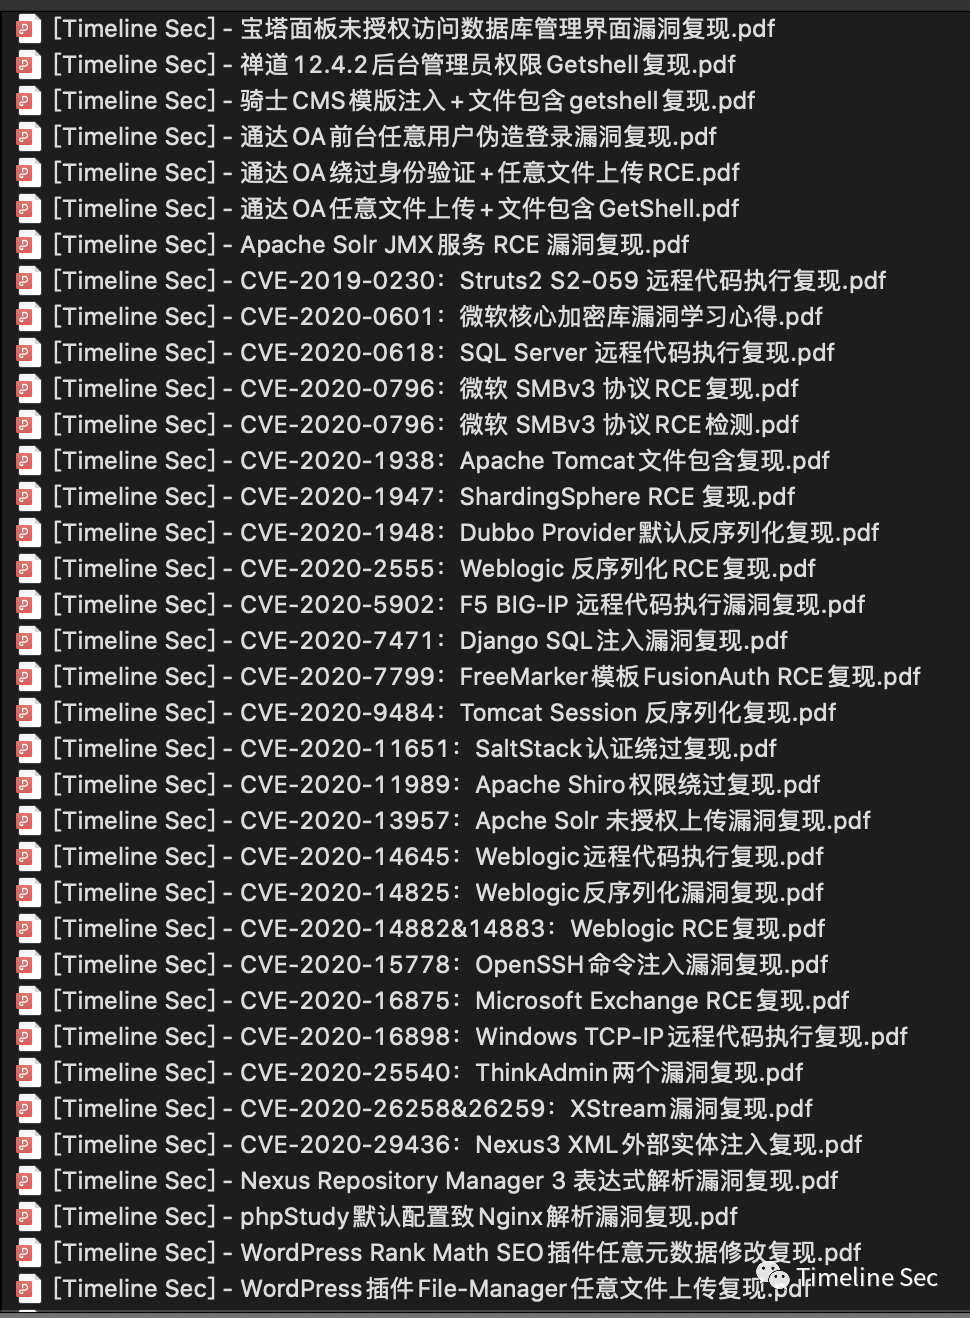 [Timeline Sec] - 宝塔面板未授权访问数据库管理界面漏洞复现.pdf
[Timeline Sec] - 禅道12.4.2后台管理员权限Getshell复现.pdf
[Timeline Sec] - 骑士CMS模版注入+文件包含getshell复现.pdf
[Timeline Sec] - 通达OA前台任意用户伪造登录漏洞复现.pdf
[Timeline Sec] - 通达OA绕过身份验证+任意文件上传RCE.pdf
[Timeline Sec] - 通达OA任意文件上传+文件包含GetShell.pdf
[Timeline Sec] - Apache Solr JMX服务 RCE 漏洞复现.pdf
[Timeline Sec] - CVE-2019-0230：Struts2 S2-059 远程代码执行复现.pdf
[Timeline Sec] - CVE-2020-0601：微软核心加密库漏洞学习心得.pdf
[Timeline Sec] - CVE-2020-0618：SQL Server 远程代码执行复现.pdf
[Timeline Sec] - CVE-2020-0796：微软 SMBv3 协议RCE复现.pdf
[Timeline Sec] - CVE-2020-0796：微软 SMBv3 协议RCE检测.pdf
[Timeline Sec] - CVE-2020-1938：Apache Tomcat文件包含复现.pdf
[Timeline Sec] - CVE-2020-1947：ShardingSphere RCE 复现.pdf
[Timeline Sec] - CVE-2020-1948：Dubbo Provider默认反序列化复现.pdf
[Timeline Sec] - CVE-2020-2555：Weblogic 反序列化RCE复现.pdf
[Timeline Sec] - CVE-2020-5902：F5 BIG-IP 远程代码执行漏洞复现.pdf
[Timeline Sec] - CVE-2020-7471：Django SQL注入漏洞复现.pdf
[Timeline Sec] - CVE-2020-7799：FreeMarker模板FusionAuth RCE复现.pdf
[Timeline Sec] - CVE-2020-9484：Tomcat Session 反序列化复现.pdf
[Timeline Sec] - CVE-2020-11651：SaltStack认证绕过复现.pdf
[Timeline Sec] - CVE-2020-11989：Apache Shiro权限绕过复现.pdf
[Timeline Sec] - CVE-2020-13957：Apche Solr 未授权上传漏洞复现.pdf
[Timeline Sec] - CVE-2020-14645：Weblogic远程代码执行复现.pdf
[Timeline Sec] - CVE-2020-14825：Weblogic反序列化漏洞复现.pdf
[Timeline Sec] - CVE-2020-14882&14883：Weblogic RCE复现.pdf
[Timeline Sec] - CVE-2020-15778：OpenSSH命令注入漏洞复现.pdf
[Timeline Sec] - CVE-2020-16875：Microsoft Exchange RCE复现.pdf
[Timeline Sec] - CVE-2020-16898：Windows TCP-IP远程代码执行复现.pdf
[Timeline Sec] - CVE-2020-25540：ThinkAdmin两个漏洞复现.pdf
[Timeline Sec] - CVE-2020-26258&26259：XStream漏洞复现.pdf
[Timeline Sec] - CVE-2020-29436：Nexus3 XML外部实体注入复现.pdf
[Timeline Sec] - Nexus Repository Manager 3 表达式解析漏洞复现.pdf
[Timeline Sec] - phpStudy默认配置致Nginx解析漏洞复现.pdf
[Timeline Sec] - WordPress Rank Math SEO插件任意元数据修改复现.pdf
[Timeline Sec] - WordPress插件File-Manager任意文件上传复现.pdf
Timeline Sec